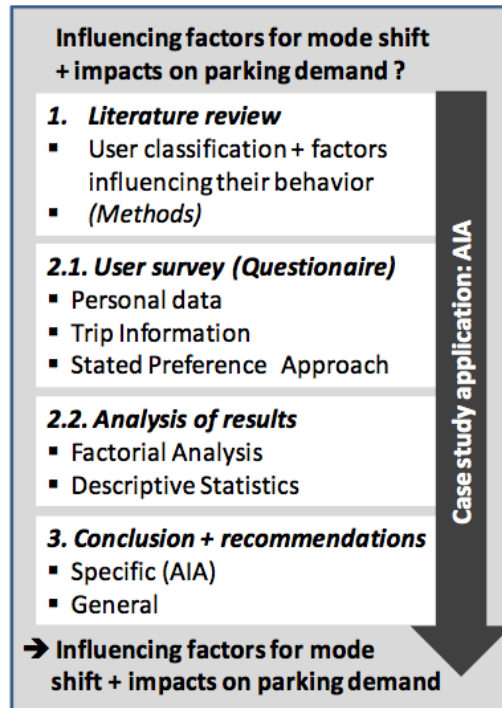 Influencing factors for mode shift
+ impacts on parking demand ?
1. Literature review
▪ User classification + factors
influencing their behavior
▪ (Methods)
2.1. User survey (Questionaire)
▪ Personal data
▪ Trip Information
▪ Stated Preference Approach
2.2. Analysis of results
▪ Factorial Analysis
▪ Descriptive Statistics
3. Conclusion + recommendations
▪ Specific (AIA)
▪ General
➔ Influencing factors for mode
shift + impacts on parking demand
Case study application: AIA